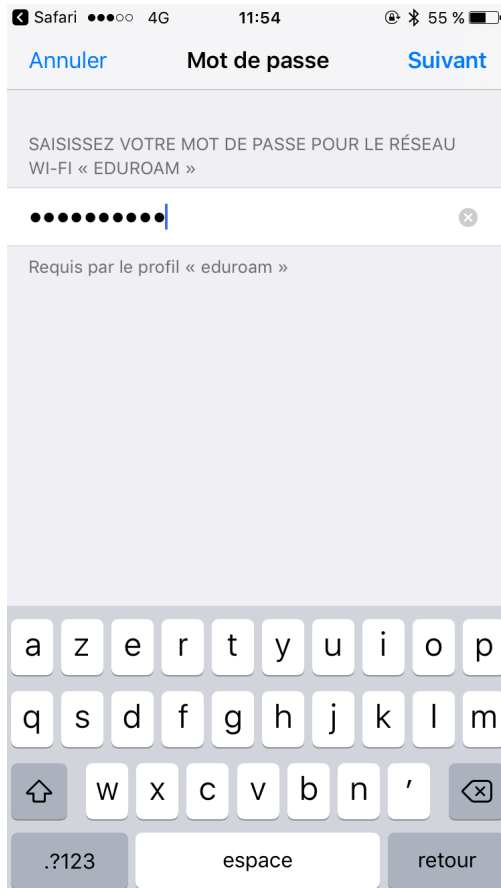 Safari 4G 11:54 55 %
Annuler Mot de passe Suivant
SAISISSEZ VOTRE MOT DE PASSE POUR LE RÉSEAU
WI-FI « EDUROAM »
••••••••••
Requis par le profil « eduroam »
a z e r t y u i o p
q s d f g h j k l m
w x c v b n ’
.?123 espace retour